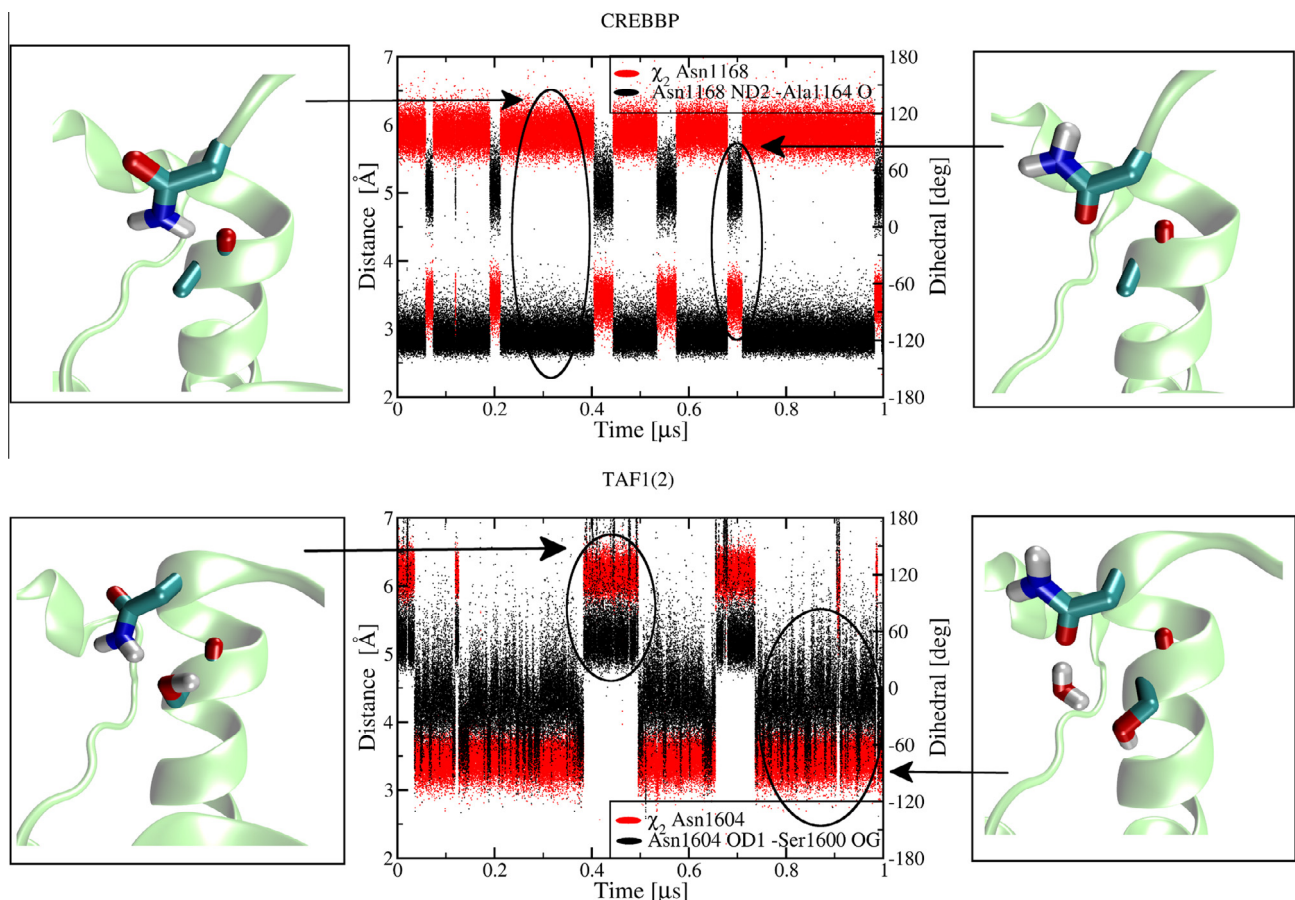 CREBBP
7
6
5
4
3
2
Distance [Å]
χ2 Asn1168
Asn1168 ND2 -Ala1164 O
180
120
60
0
-60
-120
-180
Dihedral [deg]
0 0.2 0.4 0.6 0.8 1
Time [μs]
TAF1(2)
7
6
5
4
3
2
Distance [Å]
χ2 Asn1604
Asn1604 OD1 -Ser1600 OG
180
120
60
0
-60
-120
-180
Dihedral [deg]
0 0.2 0.4 0.6 0.8 1
Time [μs]